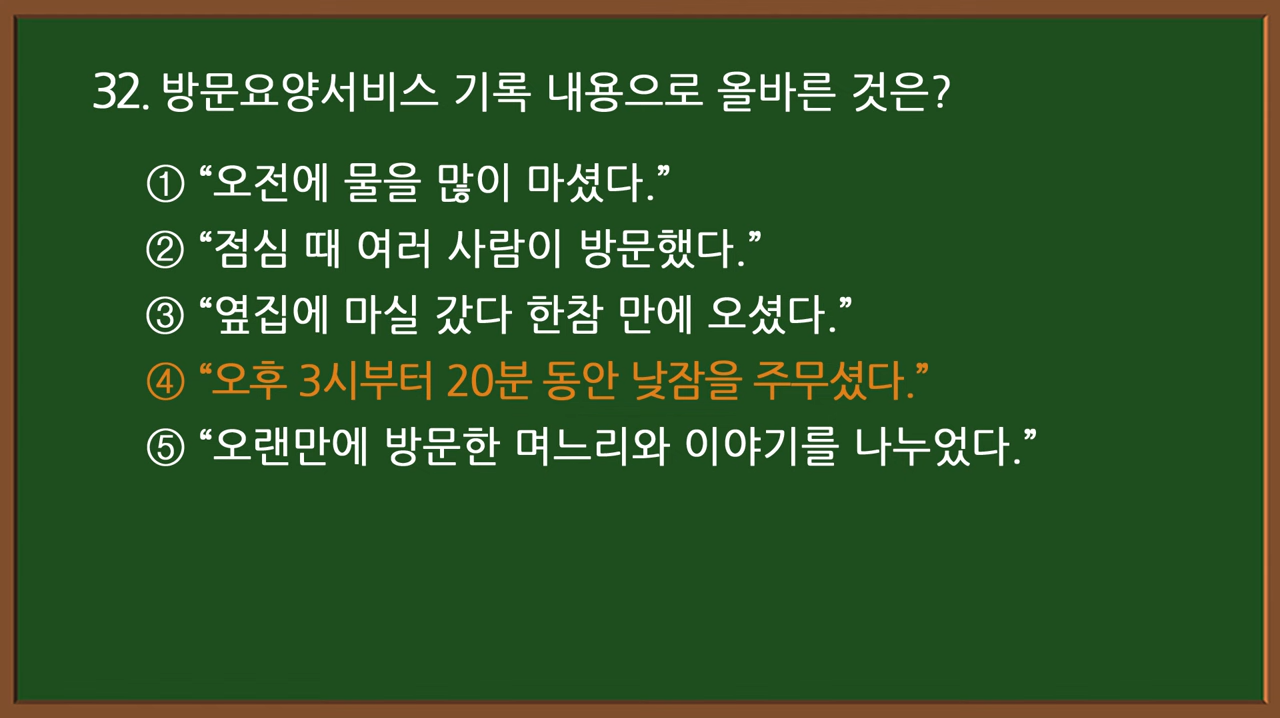 32. 방문요양서비스 기록 내용으로 올바른 것은?
① “오전에 물을 많이 마셨다.”
② “점심 때 여러 사람이 방문했다.”
③ “옆집에 마실 갔다 한참 만에 오셨다.”
④ “오후 3시부터 20분 동안 낮잠을 주무셨다.”
⑤ “오랜만에 방문한 며느리와 이야기를 나누었다.”